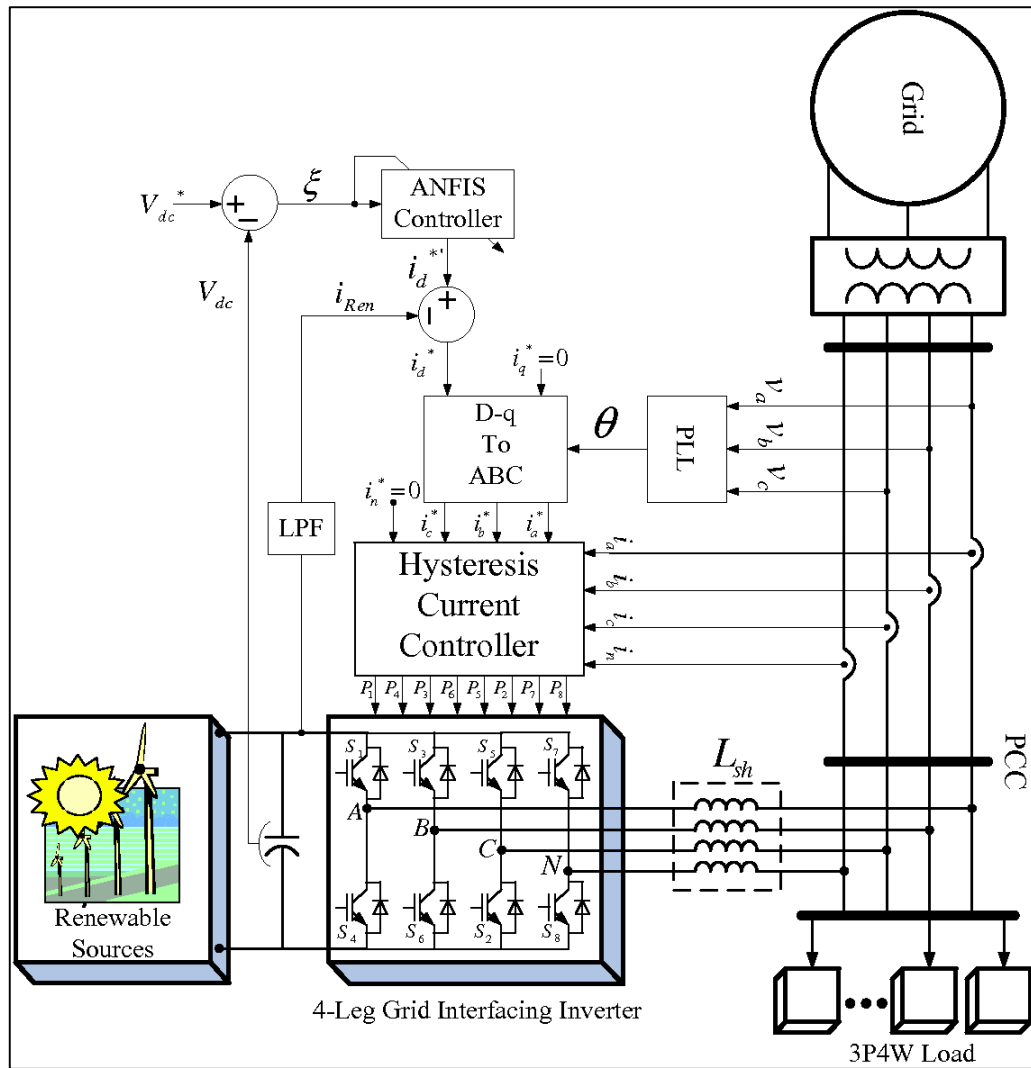 Grid
V_dc*
ξ
ANFIS
Controller
V_dc
i_d*'
i_Ren
i_d*
i_q*=0
D-q
To
ABC
θ
PLL
V_a
V_b
V_c
LPF
i_n*=0
i_c*
i_b*
i_a*
Hysteresis
Current
Controller
i_a
i_b
i_c
i_n
P_1 P_4 P_3 P_6 P_5 P_2 P_7 P_8
S_1 S_3 S_5 S_7
A
B
C
N
S_4 S_6 S_2 S_8
L_sh
PCC
Renewable
Sources
4-Leg Grid Interfacing Inverter
3P4W Load